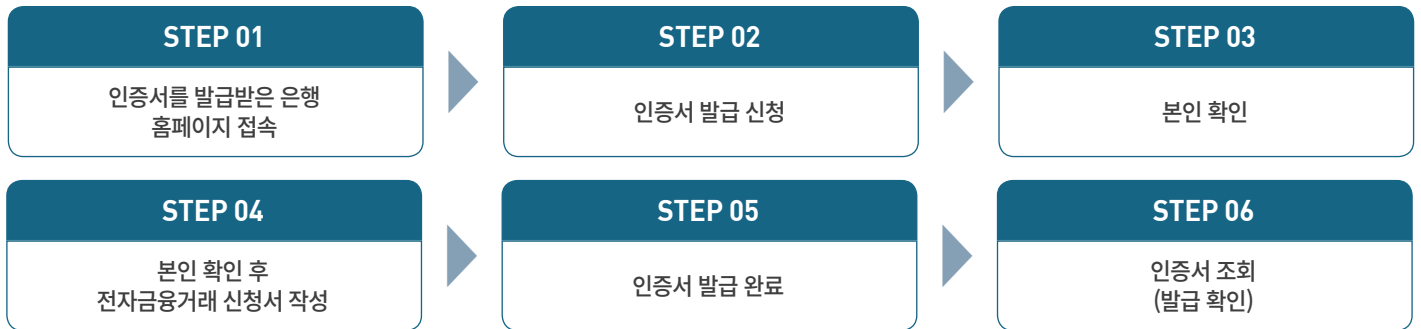 STEP 01
인증서를 발급받은 은행
홈페이지 접속
STEP 02
인증서 발급 신청
STEP 03
본인 확인
STEP 04
본인 확인 후
전자금융거래 신청서 작성
STEP 05
인증서 발급 완료
STEP 06
인증서 조회
(발급 확인)